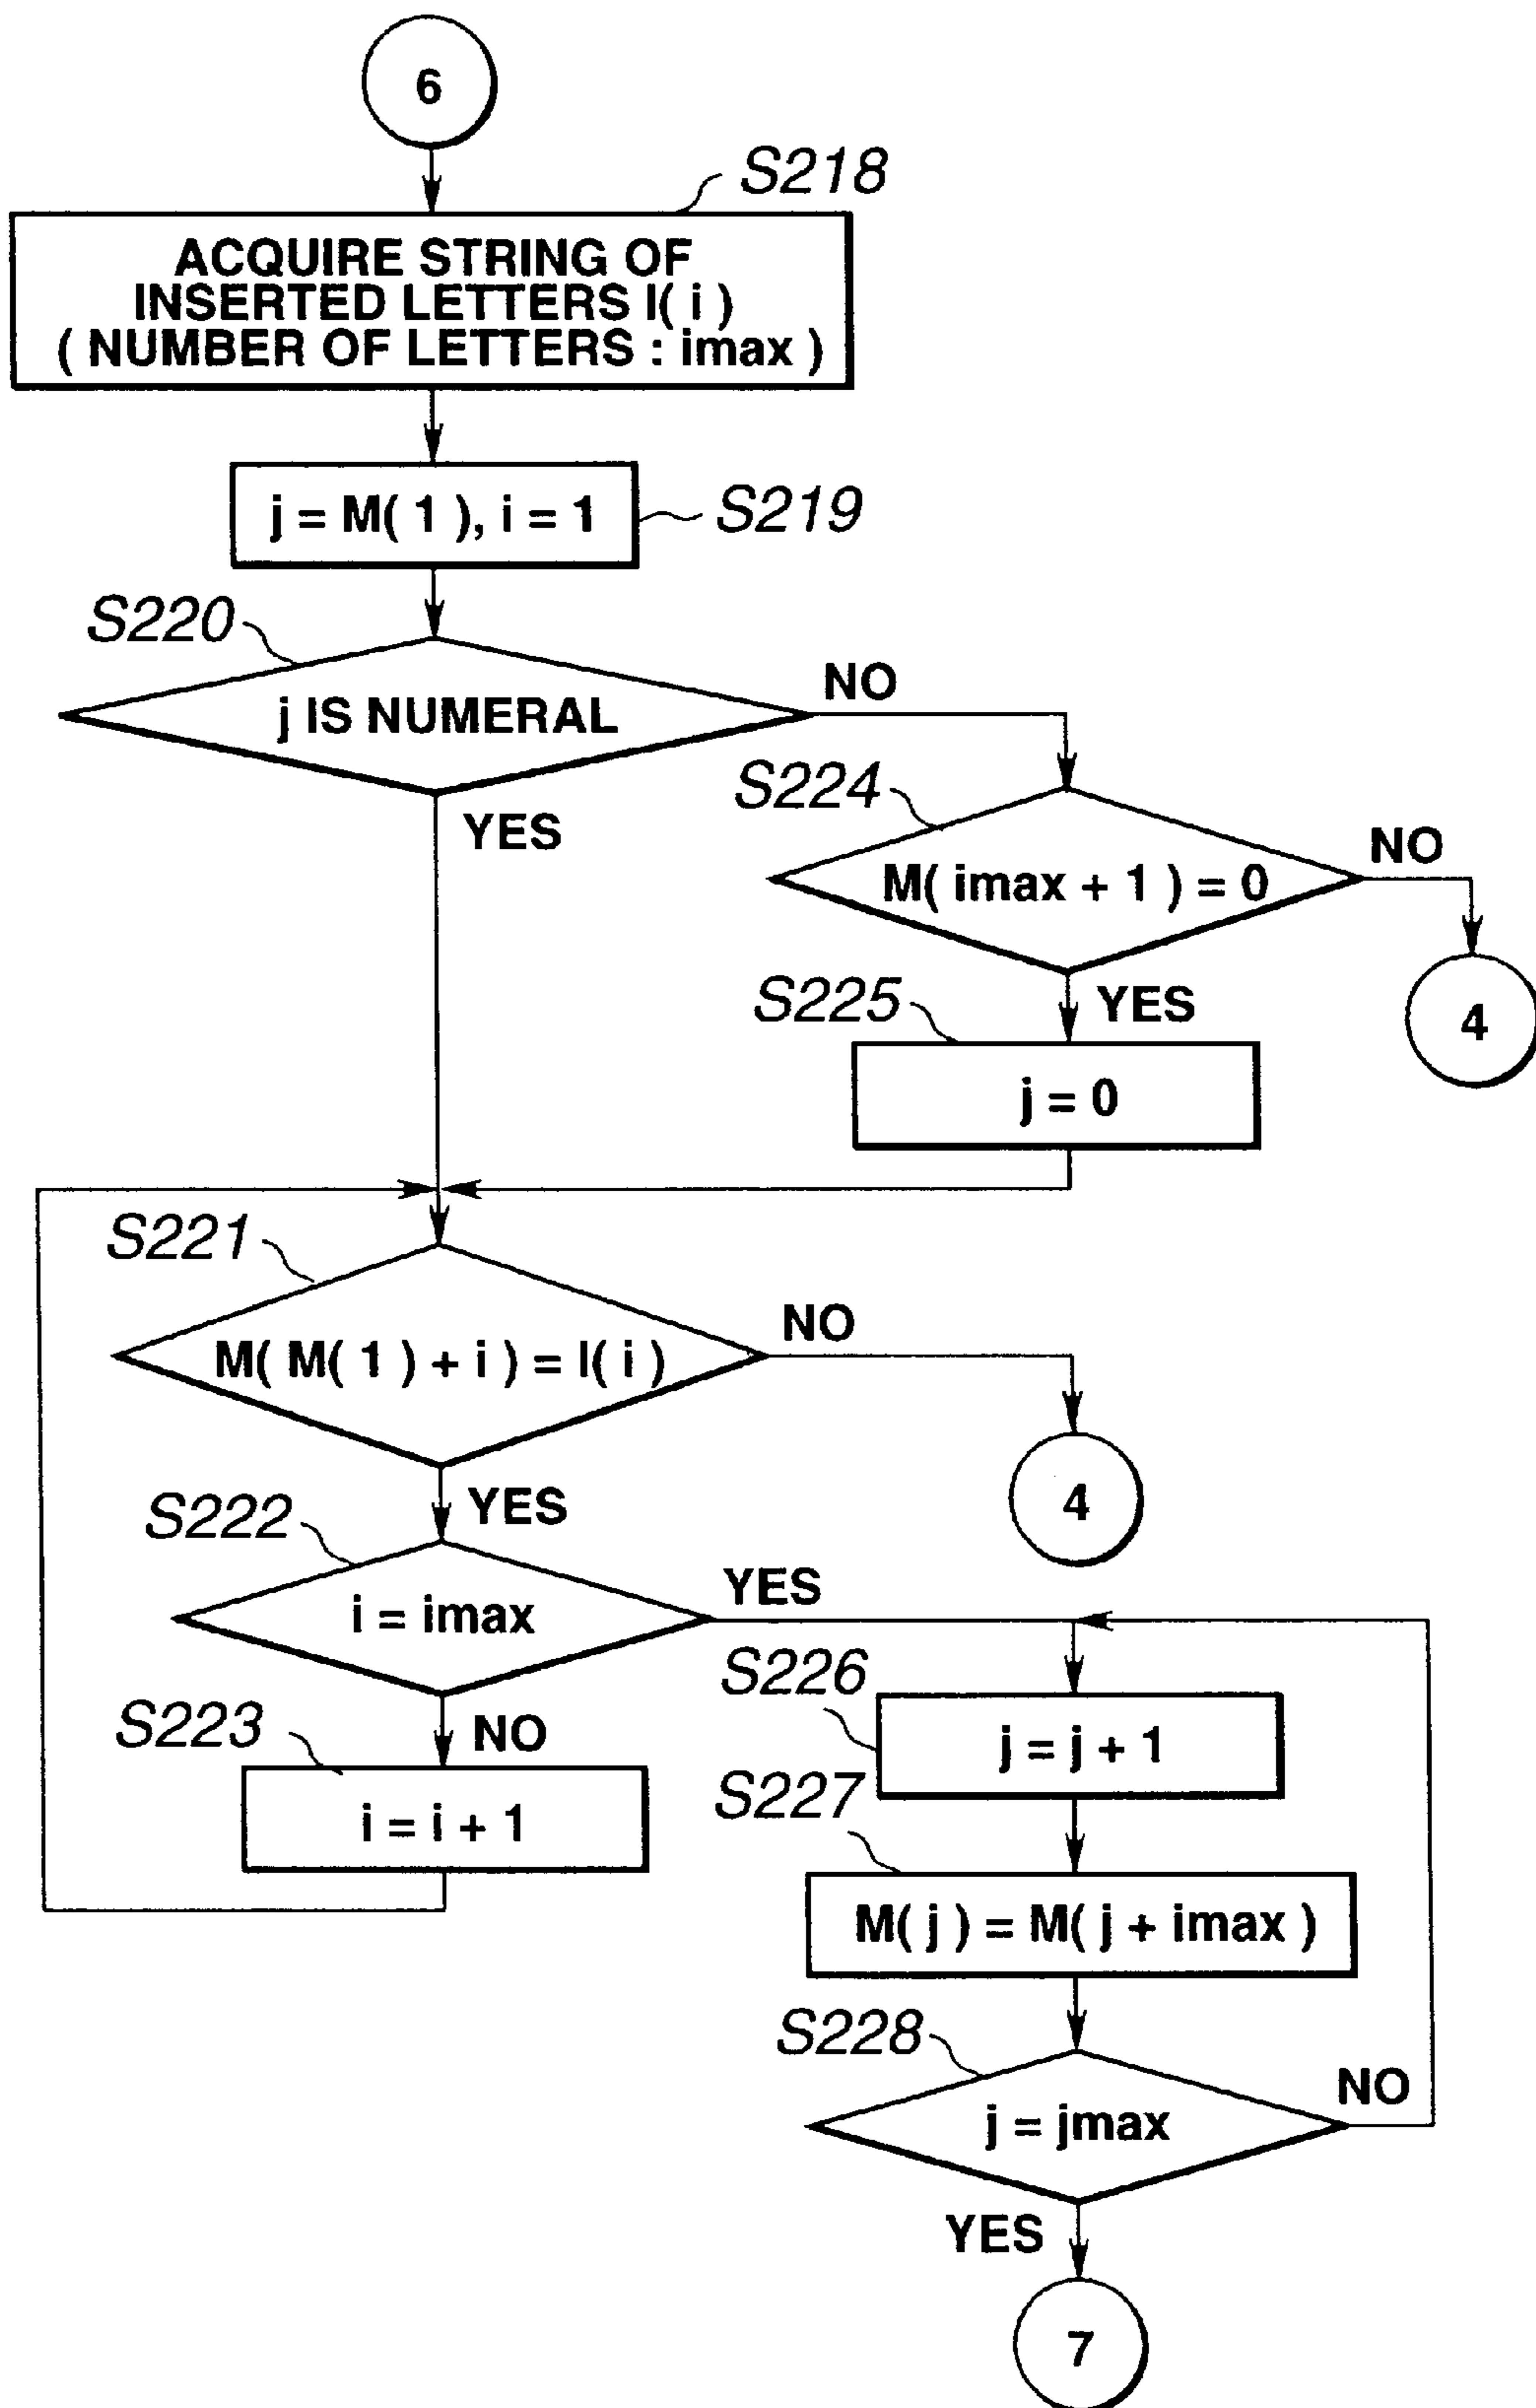 6
S218
ACQUIRE STRING OF
INSERTED LETTERS I( i )
( NUMBER OF LETTERS : imax )
j = M( 1 ), i = 1
S219
S220
j IS NUMERAL
NO
YES
S224
M( imax + 1 ) = 0
NO
4
YES
S225
j = 0
S221
M( M( 1 ) + i ) = I( i )
NO
4
YES
S222
i = imax
YES
NO
S223
i = i + 1
S226
j = j + 1
S227
M( j ) = M( j + imax )
S228
j = jmax
NO
YES
7